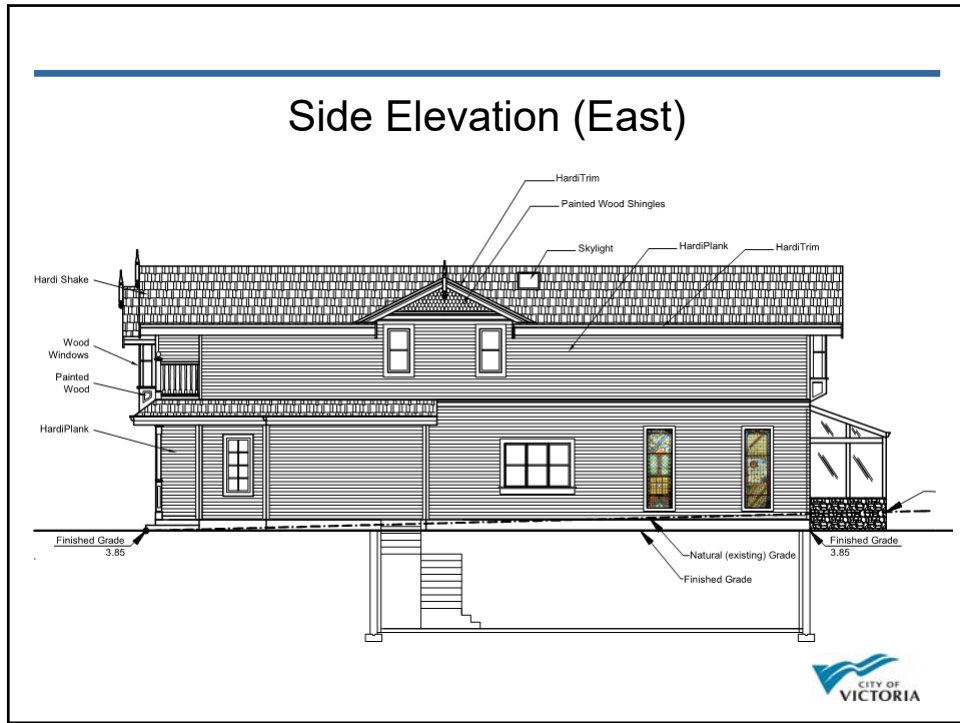 Side Elevation (East)
HardiTrim
Painted Wood Shingles
Skylight
HardiPlank
HardiTrim
Hardi Shake
Wood
Windows
Painted
Wood
HardiPlank
Finished Grade
3.85
Natural (existing) Grade
Finished Grade
Finished Grade
3.85
CITY OF
VICTORIA